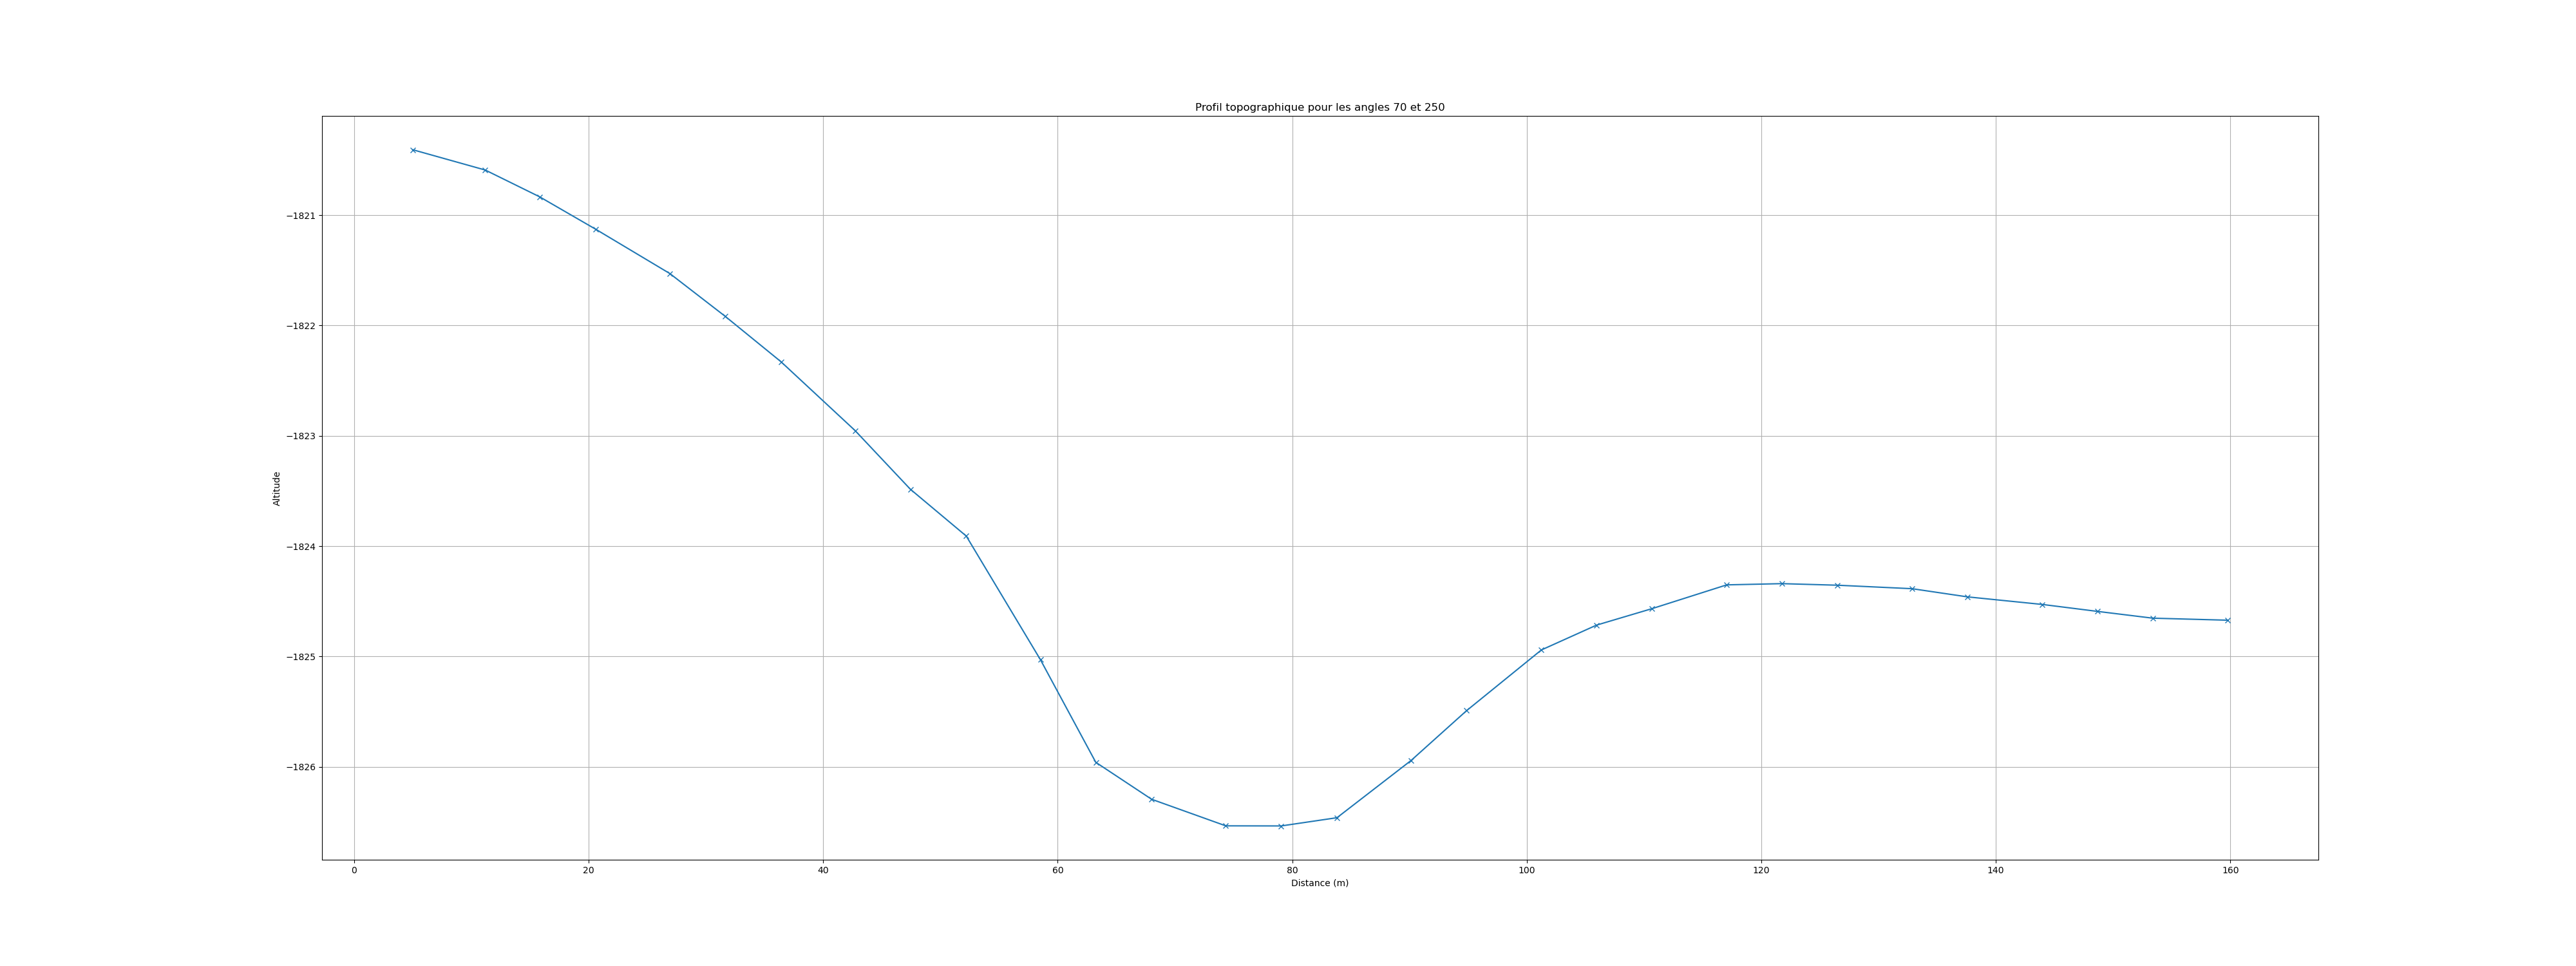 Profil topographique pour les angles 70 et 250
−1821
−1822
−1823
−1824
−1825
−1826
Altitude
0 20 40 60 80 100 120 140 160
Distance (m)